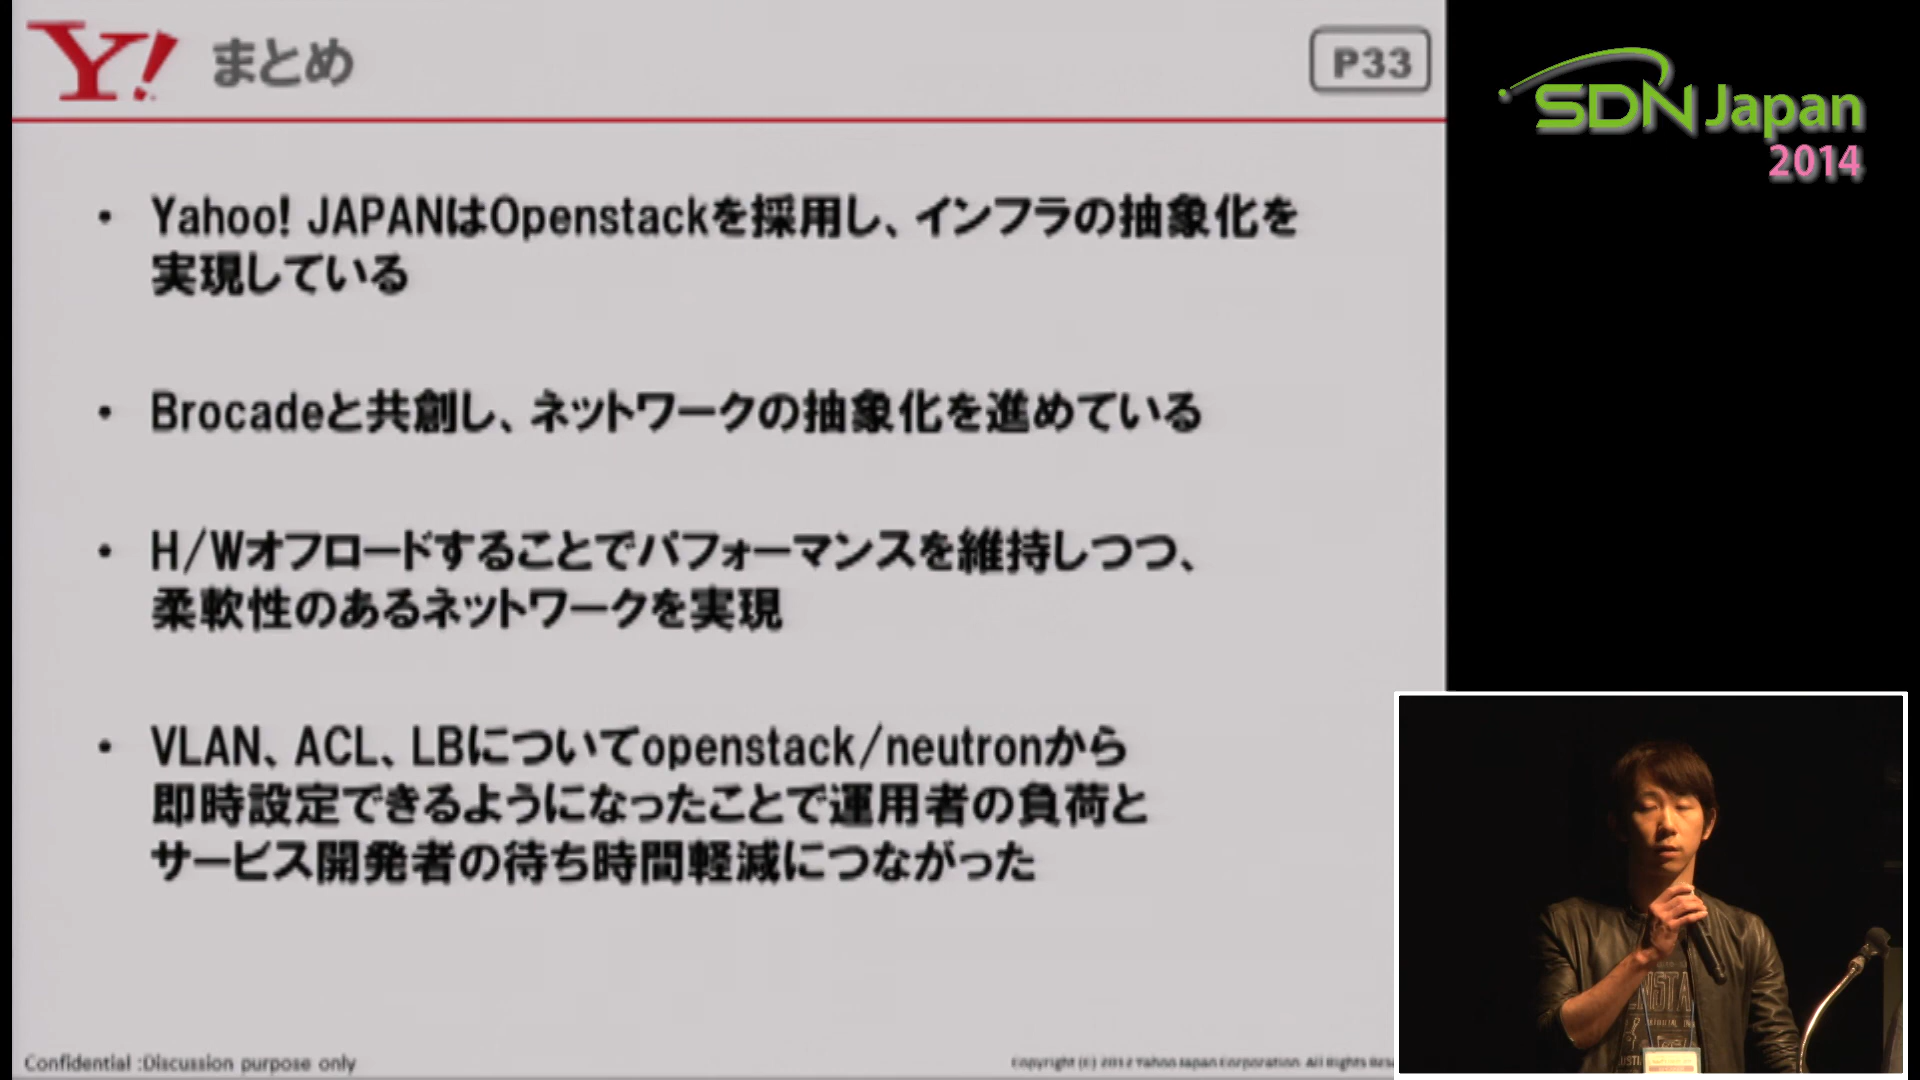 Y! まとめ
P33
SDN Japan
2014
• Yahoo! JAPANはOpenstackを採用し、インフラの抽象化を
実現している
• Brocadeと共創し、ネットワークの抽象化を進めている
• H/Wオフロードすることでパフォーマンスを維持しつつ、
柔軟性のあるネットワークを実現
• VLAN、ACL、LBについてopenstack/neutronから
即時設定できるようになったことで運用者の負荷と
サービス開発者の待ち時間軽減につながった
Confidential :Discussion purpose only
Copyright (C) 2012 Yahoo Japan Corporation. All Rights